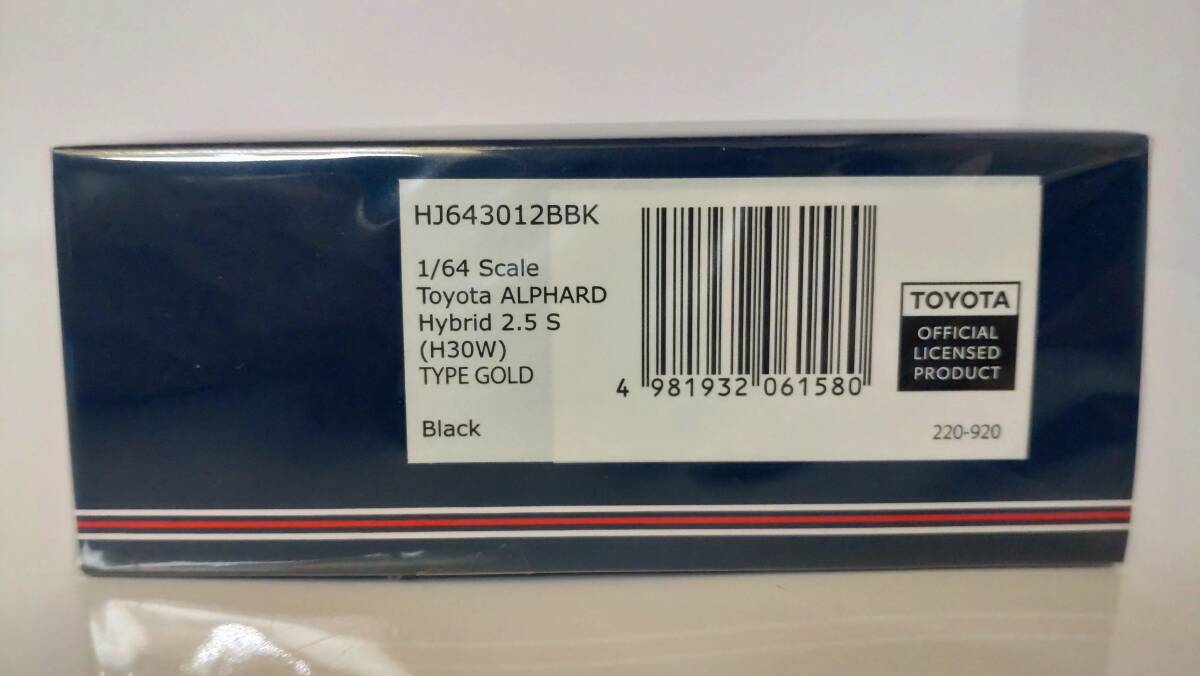 HJ643012BBK
1/64 Scale
Toyota ALPHARD
Hybrid 2.5 S
(H30W)
TYPE GOLD
Black
4 981932 061580
TOYOTA
OFFICIAL
LICENSED
PRODUCT
220-920